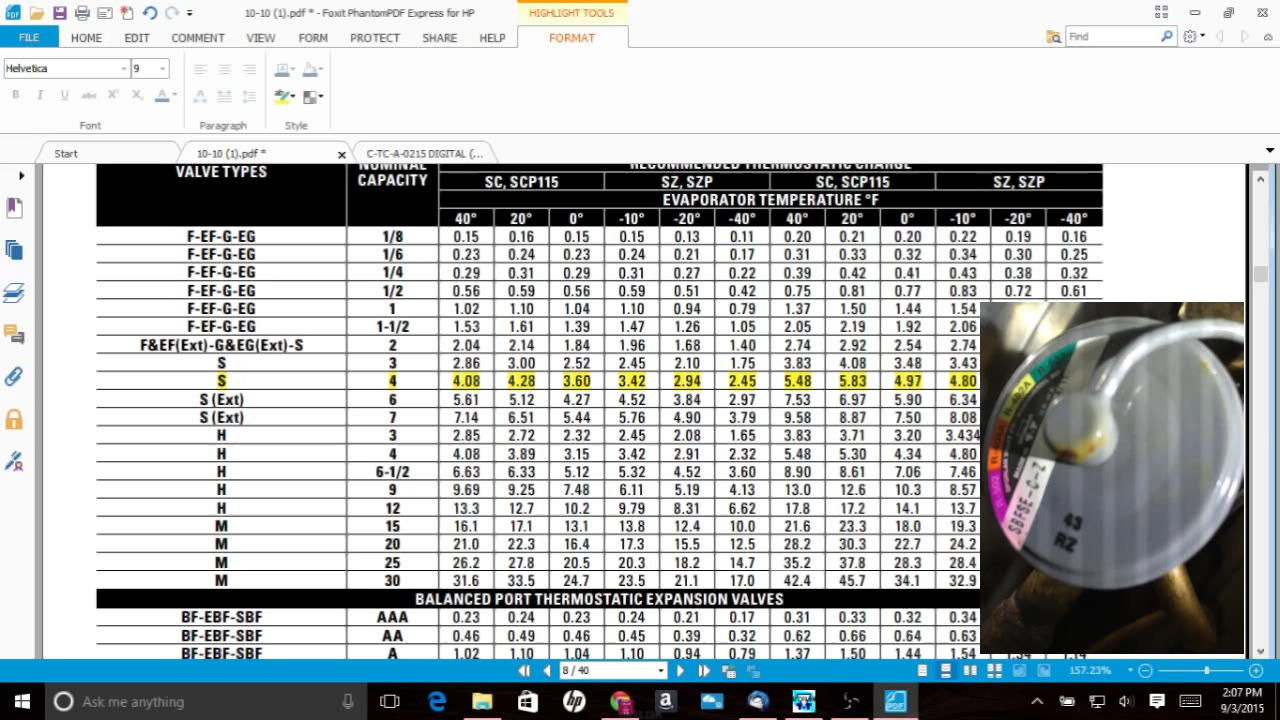 10-10 (1).pdf * - Foxit PhantomPDF Express for HP
HIGHLIGHT TOOLS
FILE HOME EDIT COMMENT VIEW FORM PROTECT SHARE HELP FORMAT
Find
Helvetica 9
B I U abc X² X₂ A
Font Paragraph Style
Start 10-10 (1).pdf * C-TC-A-0215 DIGITAL (...
RECOMMENDED THERMOSTATIC CHARGE
VALVE TYPES NOMINAL CAPACITY
SC, SCP115 SZ, SZP SC, SCP115 SZ, SZP
EVAPORATOR TEMPERATURE °F
40° 20° 0° -10° -20° -40° 40° 20° 0° -10° -20° -40°
F-EF-G-EG 1/8 0.15 0.16 0.15 0.15 0.13 0.11 0.20 0.21 0.20 0.22 0.19 0.16
F-EF-G-EG 1/6 0.23 0.24 0.23 0.24 0.21 0.17 0.31 0.33 0.32 0.34 0.30 0.25
F-EF-G-EG 1/4 0.29 0.31 0.29 0.31 0.27 0.22 0.39 0.42 0.41 0.43 0.38 0.32
F-EF-G-EG 1/2 0.56 0.59 0.56 0.59 0.51 0.42 0.75 0.81 0.77 0.83 0.72 0.61
F-EF-G-EG 1 1.02 1.10 1.04 1.10 0.94 0.79 1.37 1.50 1.44 1.54
F-EF-G-EG 1-1/2 1.53 1.61 1.39 1.47 1.26 1.05 2.05 2.19 1.92 2.06
F&EF(Ext)-G&EG(Ext)-S 2 2.04 2.14 1.84 1.96 1.68 1.40 2.74 2.92 2.54 2.74
S 3 2.86 3.00 2.52 2.45 2.10 1.75 3.83 4.08 3.48 3.43
S 4 4.08 4.28 3.60 3.42 2.94 2.45 5.48 5.83 4.97 4.80
S (Ext) 6 5.61 5.12 4.27 4.52 3.84 2.97 7.53 6.97 5.90 6.34
S (Ext) 7 7.14 6.51 5.44 5.76 4.90 3.79 9.58 8.87 7.50 8.08
H 3 2.85 2.72 2.32 2.45 2.08 1.65 3.83 3.71 3.20 3.434
H 4 4.08 3.89 3.15 3.42 2.91 2.32 5.48 5.30 4.34 4.80
H 6-1/2 6.63 6.33 5.12 5.32 4.52 3.60 8.90 8.61 7.06 7.46
H 9 9.69 9.25 7.48 6.11 5.19 4.13 13.0 12.6 10.3 8.57
H 12 13.3 12.7 10.2 9.79 8.31 6.62 17.8 17.2 14.1 13.7
M 15 16.1 17.1 13.1 13.8 12.4 10.0 21.6 23.3 18.0 19.3
M 20 21.0 22.3 16.4 17.3 15.5 12.5 28.2 30.3 22.7 24.2
M 25 26.2 27.8 20.5 20.3 18.2 14.7 35.2 37.8 28.3 28.4
M 30 31.6 33.5 24.7 23.5 21.1 17.0 42.4 45.7 34.1 32.9
BALANCED PORT THERMOSTATIC EXPANSION VALVES
BF-EBF-SBF AAA 0.23 0.24 0.23 0.24 0.21 0.17 0.31 0.33 0.32 0.34
BF-EBF-SBF AA 0.46 0.49 0.46 0.45 0.39 0.32 0.62 0.66 0.64 0.63
BF-EBF-SBF A 1.02 1.10 1.04 1.10 0.94 0.79 1.37 1.50 1.44 1.54
R-402A
R-404A
R-502
SBFSE-C-Z
43
RZ
8 / 40
157.23%
Ask me anything
2:07 PM
9/3/2015